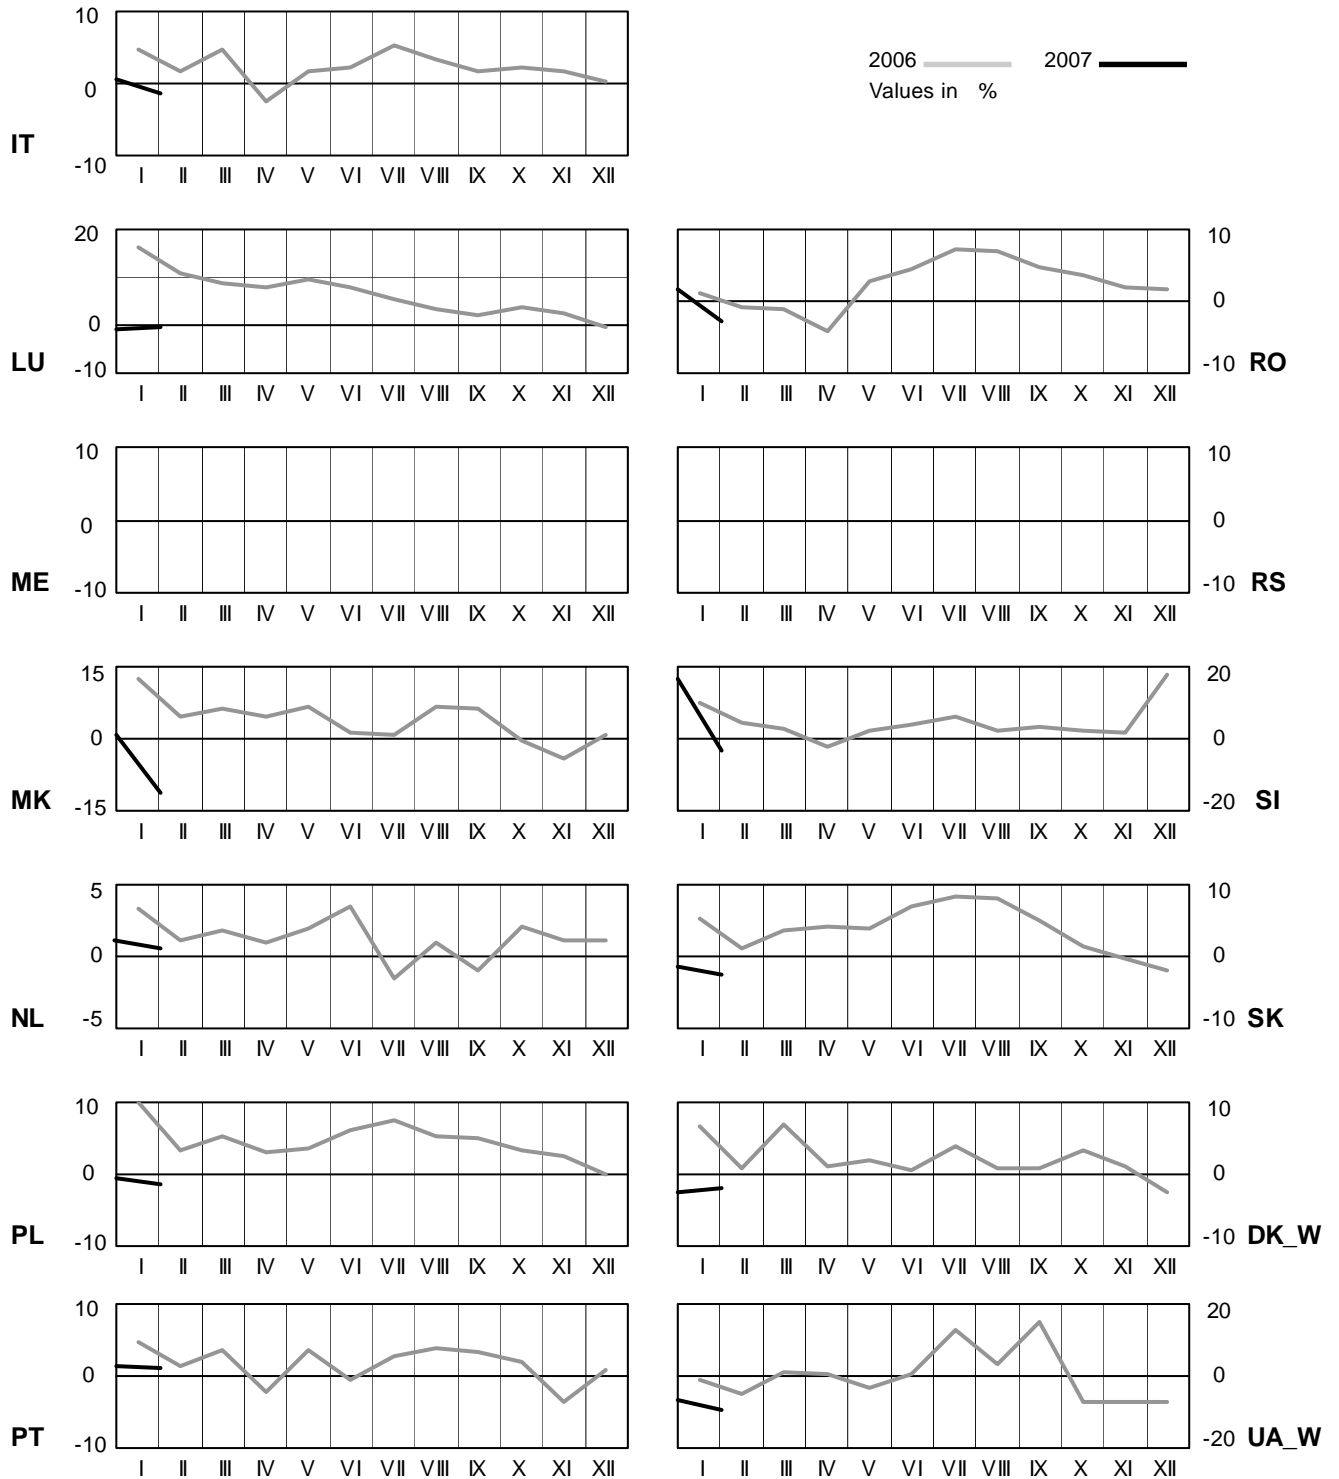 10
0
IT
-10
I II III IV V VI VII VIII IX X XI XII
2006 2007
Values in %
20
0
LU
-10
I II III IV V VI VII VIII IX X XI XII
10
0
-10 RO
I II III IV V VI VII VIII IX X XI XII
10
0
ME
-10
I II III IV V VI VII VIII IX X XI XII
10
0
-10 RS
I II III IV V VI VII VIII IX X XI XII
15
0
MK -15
I II III IV V VI VII VIII IX X XI XII
20
0
-20 SI
I II III IV V VI VII VIII IX X XI XII
5
0
NL -5
I II III IV V VI VII VIII IX X XI XII
10
0
-10 SK
I II III IV V VI VII VIII IX X XI XII
10
0
PL -10
I II III IV V VI VII VIII IX X XI XII
10
0
-10 DK_W
I II III IV V VI VII VIII IX X XI XII
10
0
PT -10
I II III IV V VI VII VIII IX X XI XII
20
0
-20 UA_W
I II III IV V VI VII VIII IX X XI XII